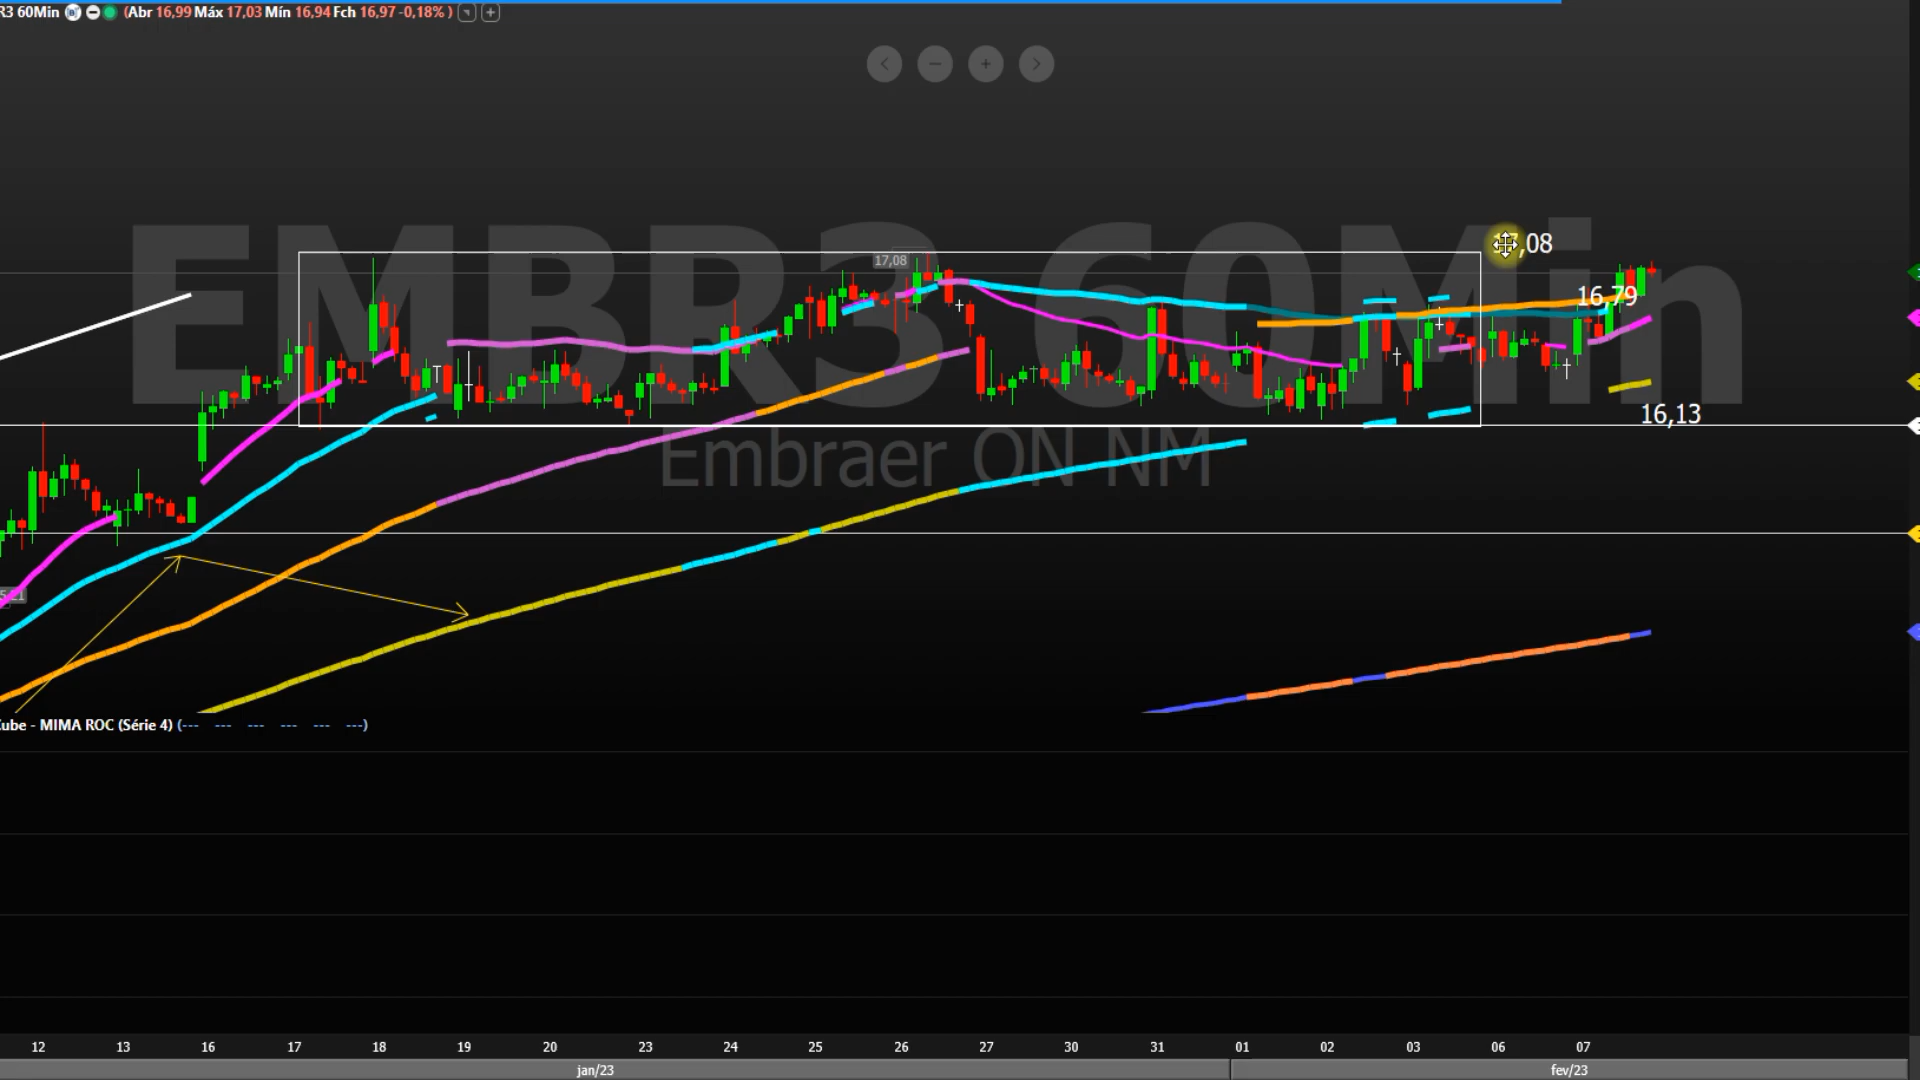 R3 60Min (Abr 16,99 Máx 17,03 Mín 16,94 Fch 16,97 -0,18% )
EMBR3 60Min
Embraer ON NM
17,08
,08
16,79
16,13
ube - MIMA ROC (Série 4) (--- --- --- --- --- ---)
12 13 16 17 18 19 20 23 24 25 26 27 30 31 01 02 03 06 07
jan/23 fev/23